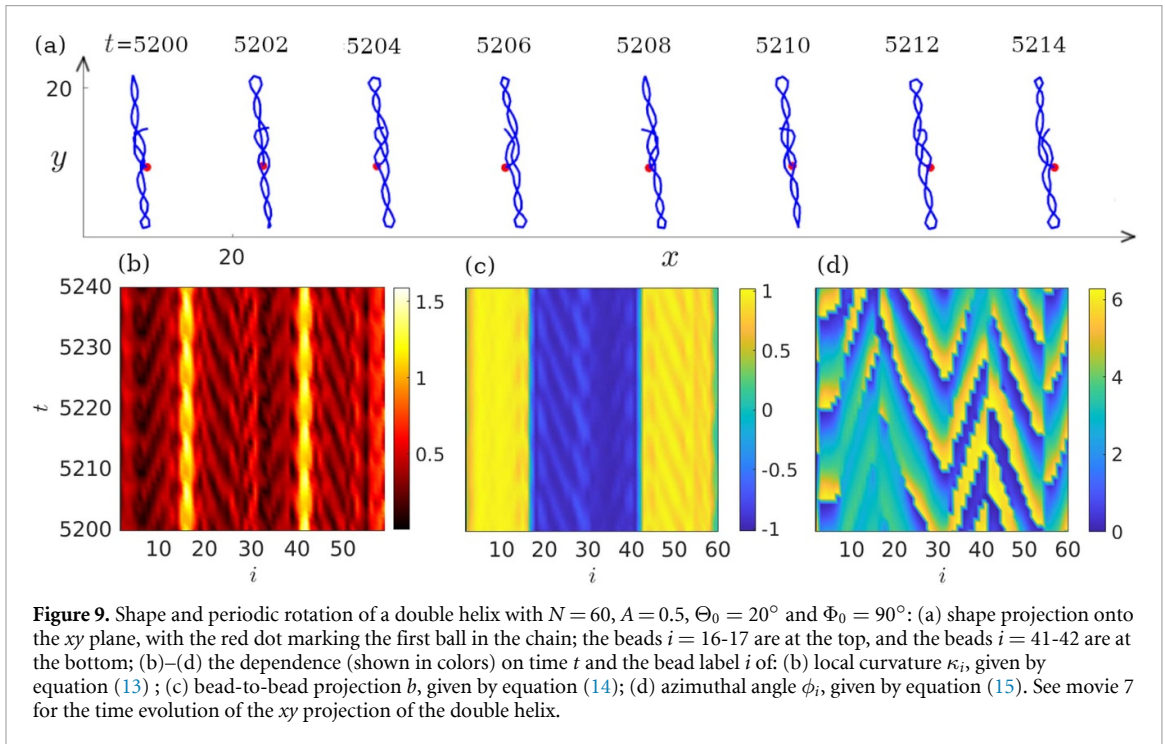 (a) t=5200 5202 5204 5206 5208 5210 5212 5214
20
y
20 x
(b) (c) (d)
5240 1.5 1 6
5230 0.5
1 4
t 5220 0
5210 0.5 -0.5 2
5200 -1 0
10 20 30 40 50 10 20 30 40 50 60 10 20 30 40 50 60
i i i
Figure 9. Shape and periodic rotation of a double helix with N = 60, A = 0.5, Θ₀ = 20° and Φ₀ = 90°: (a) shape projection onto
the xy plane, with the red dot marking the first ball in the chain; the beads i = 16-17 are at the top, and the beads i = 41-42 are at
the bottom; (b)–(d) the dependence (shown in colors) on time t and the bead label i of: (b) local curvature κᵢ, given by
equation (13) ; (c) bead-to-bead projection b, given by equation (14); (d) azimuthal angle ϕᵢ, given by equation (15). See movie 7
for the time evolution of the xy projection of the double helix.